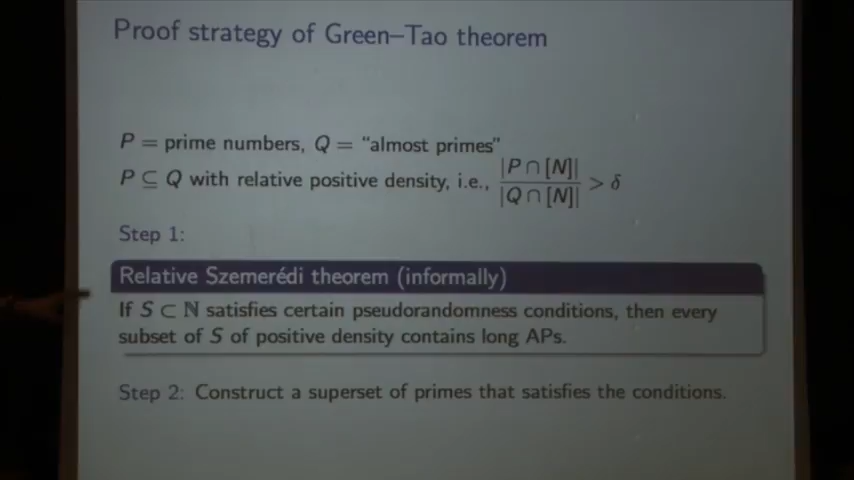 Proof strategy of Green–Tao theorem
P = prime numbers, Q = "almost primes"
P ⊆ Q with relative positive density, i.e., |P ∩ [N]| / |Q ∩ [N]| > δ
Step 1:
Relative Szemerédi theorem (informally)
If S ⊂ ℕ satisfies certain pseudorandomness conditions, then every
subset of S of positive density contains long APs.
Step 2: Construct a superset of primes that satisfies the conditions.